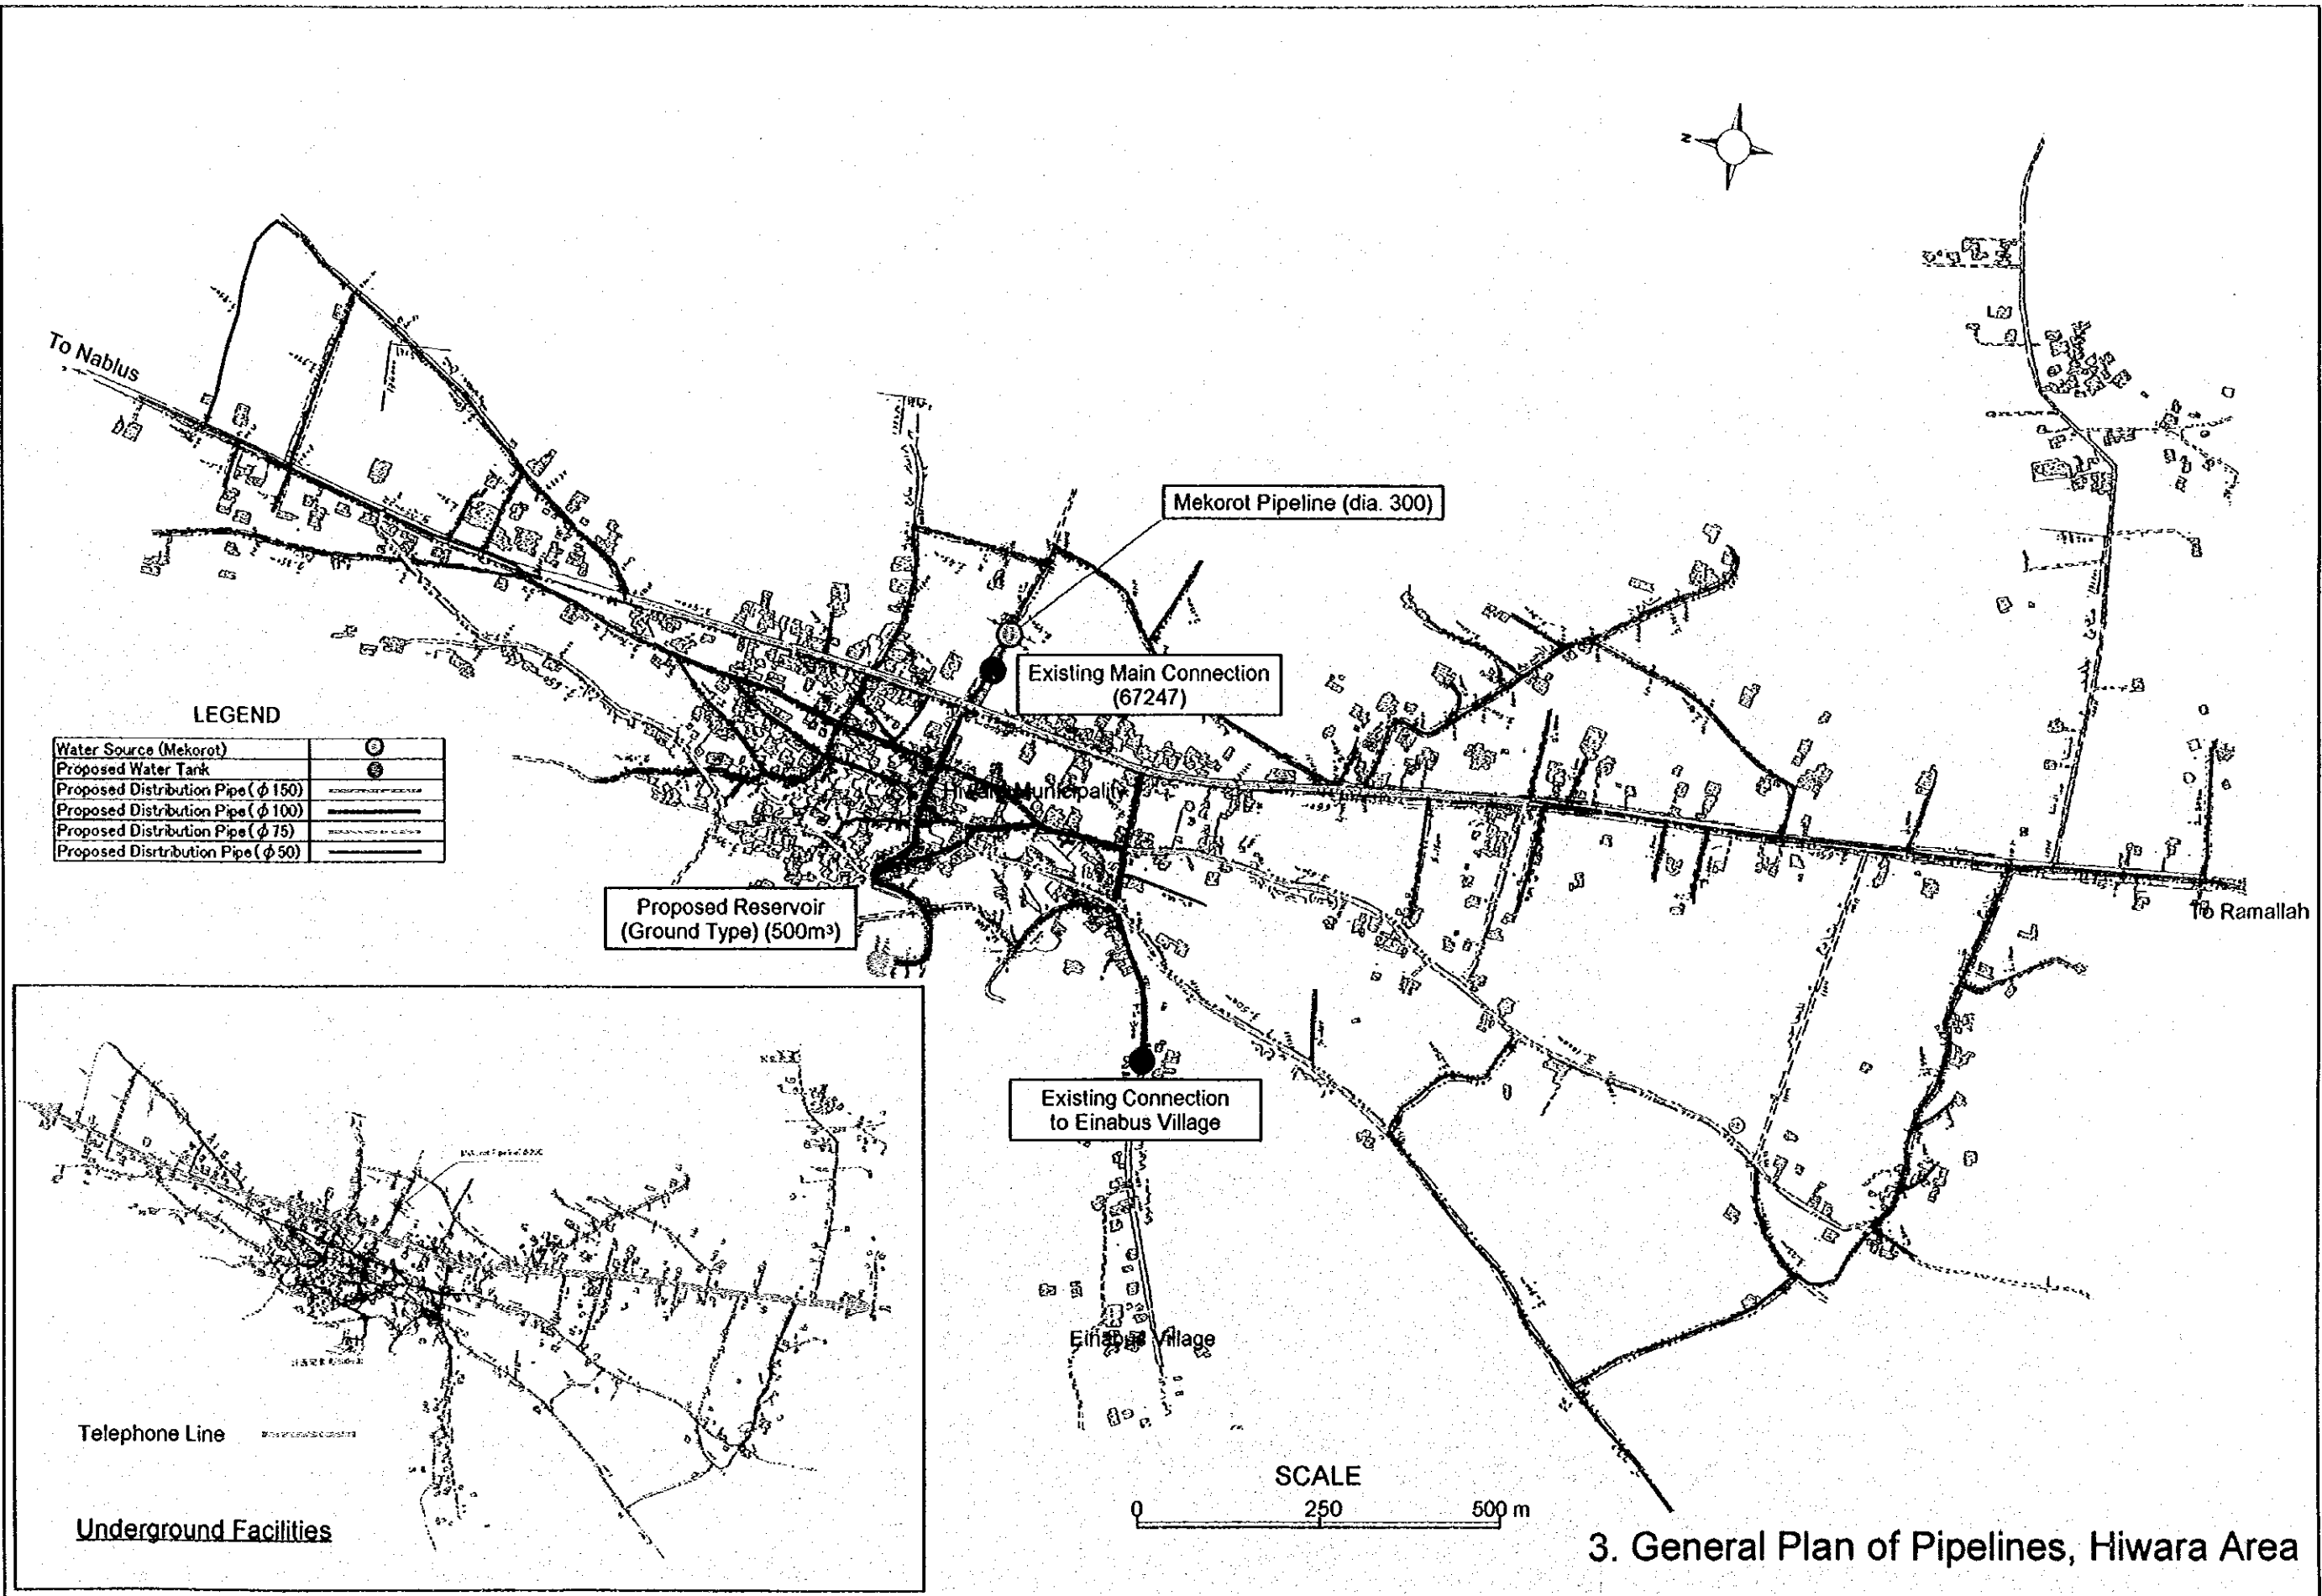 N
To Nablus
Mekorot Pipeline (dia. 300)
Existing Main Connection
(67247)
LEGEND
Water Source (Mekorot)
Proposed Water Tank
Proposed Distribution Pipe (φ150)
Proposed Distribution Pipe (φ100)
Proposed Distribution Pipe (φ75)
Proposed Disrtribution Pipe (φ50)
Hiwara Municipality
Proposed Reservoir
(Ground Type) (500m³)
To Ramallah
Existing Connection
to Einabus Village
Einabus Village
Telephone Line
Underground Facilities
SCALE
0 250 500 m
3. General Plan of Pipelines, Hiwara Area